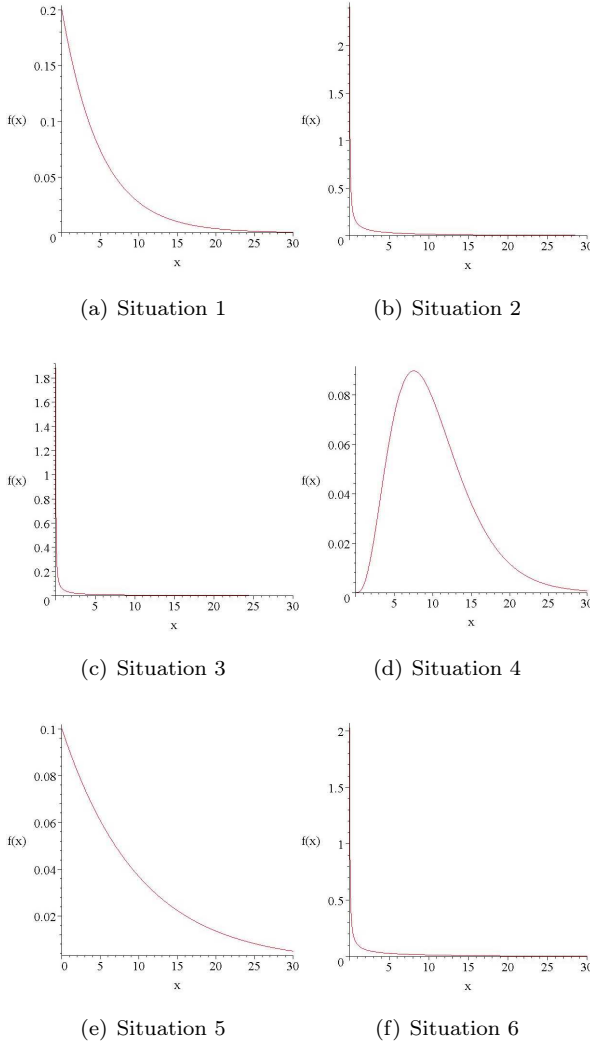 0.2
0.15
f(x)
0.1
0.05
0
5 10 15 20 25 30
x
(a) Situation 1
2
1.5
f(x)
1
0.5
0
5 10 15 20 25 30
x
(b) Situation 2
1.8
1.6
1.4
1.2
f(x)
1
0.8
0.6
0.4
0.2
0
5 10 15 20 25 30
x
(c) Situation 3
0.08
0.06
f(x)
0.04
0.02
0
5 10 15 20 25 30
x
(d) Situation 4
0.1
0.08
f(x)
0.06
0.04
0.02
0 5 10 15 20 25 30
x
(e) Situation 5
2
1.5
f(x)
1
0.5
0
5 10 15 20 25 30
x
(f) Situation 6